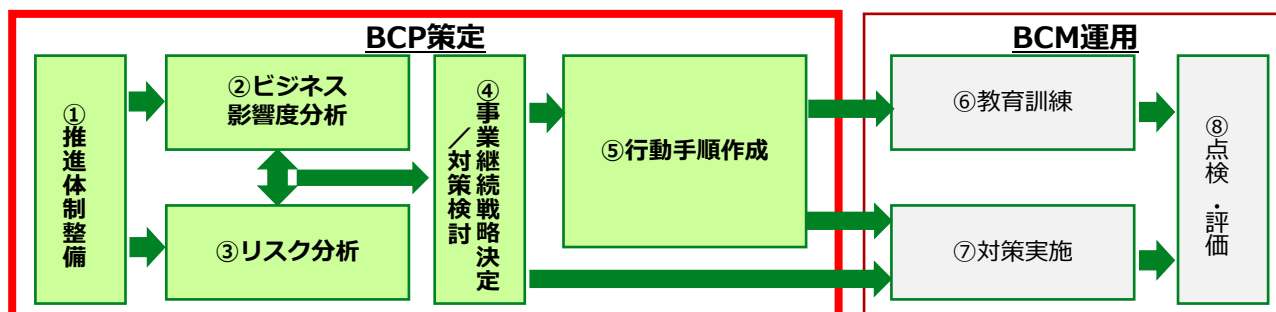 BCP策定
BCM運用
①推進体制整備
②ビジネス
影響度分析
③リスク分析
④事業継続戦略決定
／対策検討
⑤行動手順作成
⑥教育訓練
⑦対策実施
⑧点検・評価